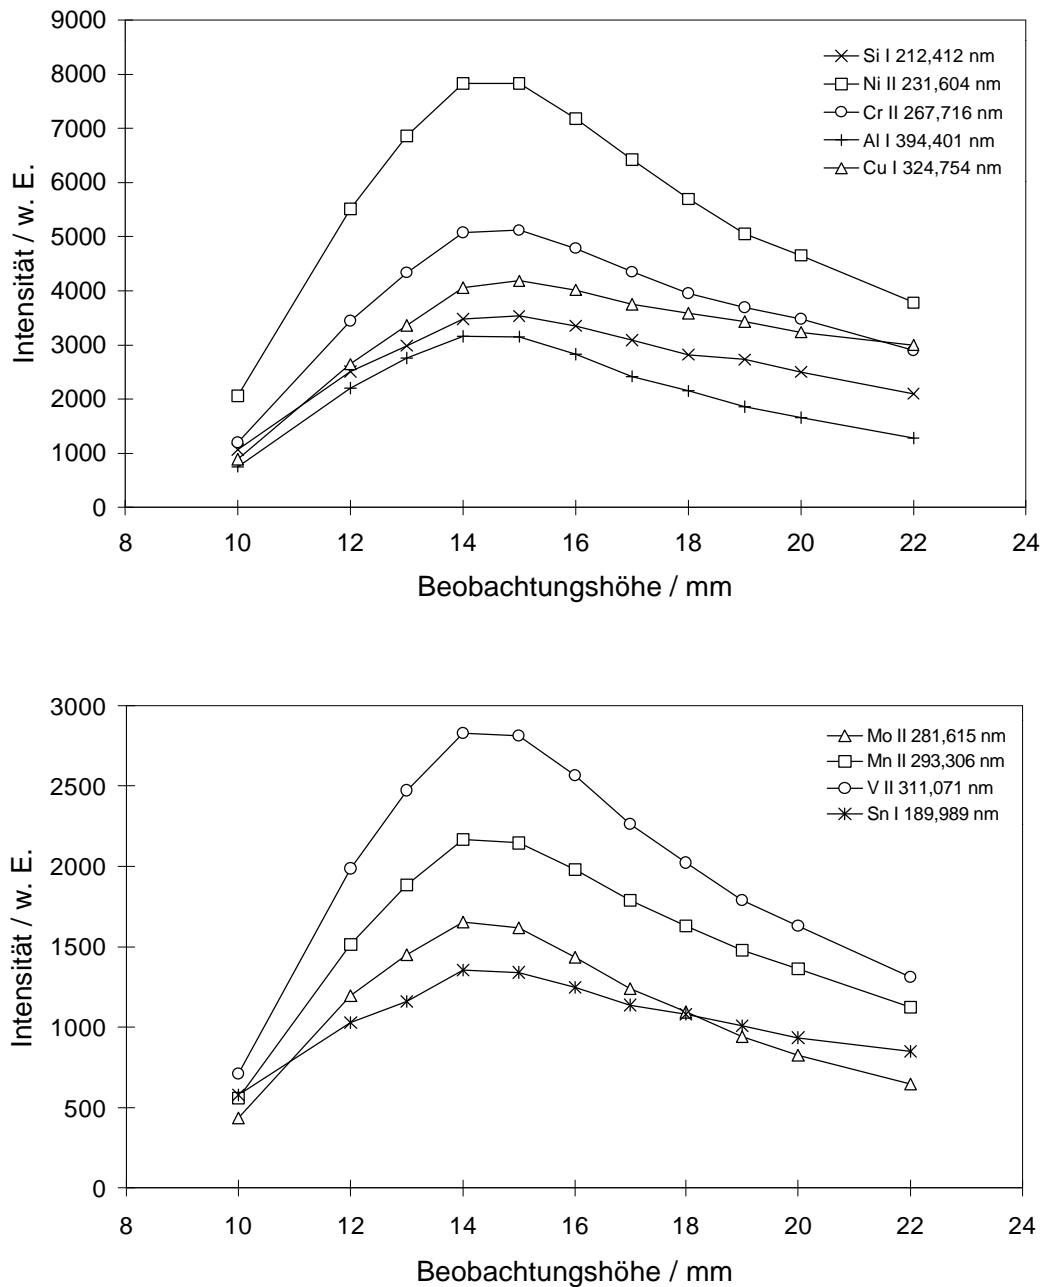 9000
8000
7000
6000
5000
4000
3000
2000
1000
0
Intensität / w. E.
Si I 212,412 nm
Ni II 231,604 nm
Cr II 267,716 nm
Al I 394,401 nm
Cu I 324,754 nm
8 10 12 14 16 18 20 22 24
Beobachtungshöhe / mm
3000
2500
2000
1500
1000
500
0
Intensität / w. E.
Mo II 281,615 nm
Mn II 293,306 nm
V II 311,071 nm
Sn I 189,989 nm
8 10 12 14 16 18 20 22 24
Beobachtungshöhe / mm